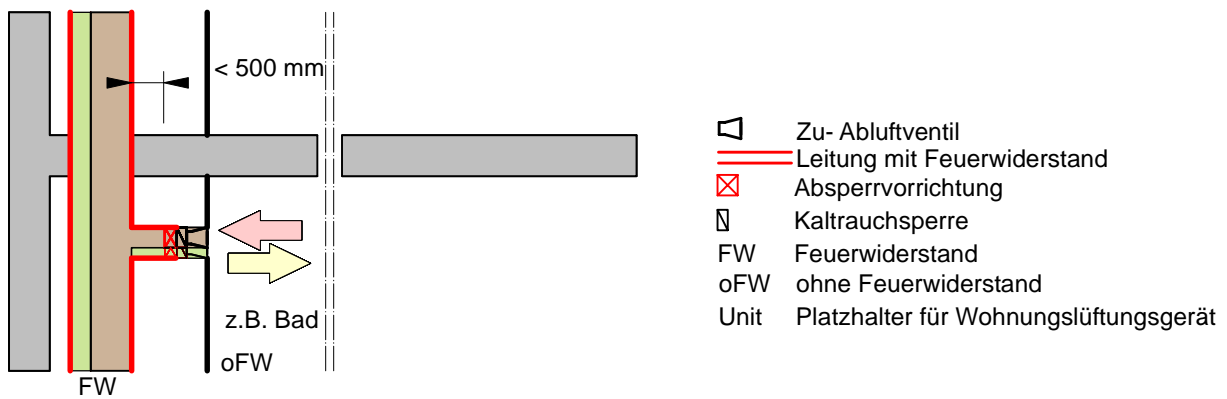 < 500 mm
z.B. Bad
oFW
FW
Zu- Abluftventil
Leitung mit Feuerwiderstand
Absperrvorrichtung
Kaltrauchsperre
FW Feuerwiderstand
oFW ohne Feuerwiderstand
Unit Platzhalter für Wohnungslüftungsgerät